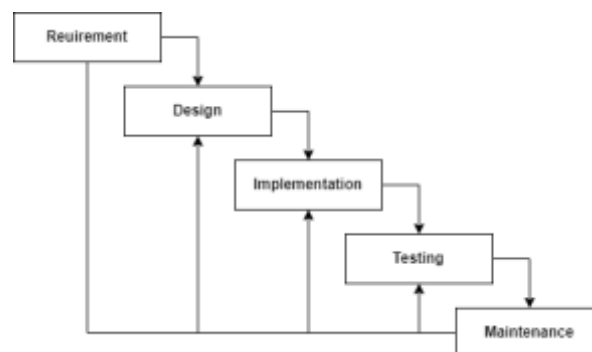 Reuirement
Design
Implementation
Testing
Maintenance